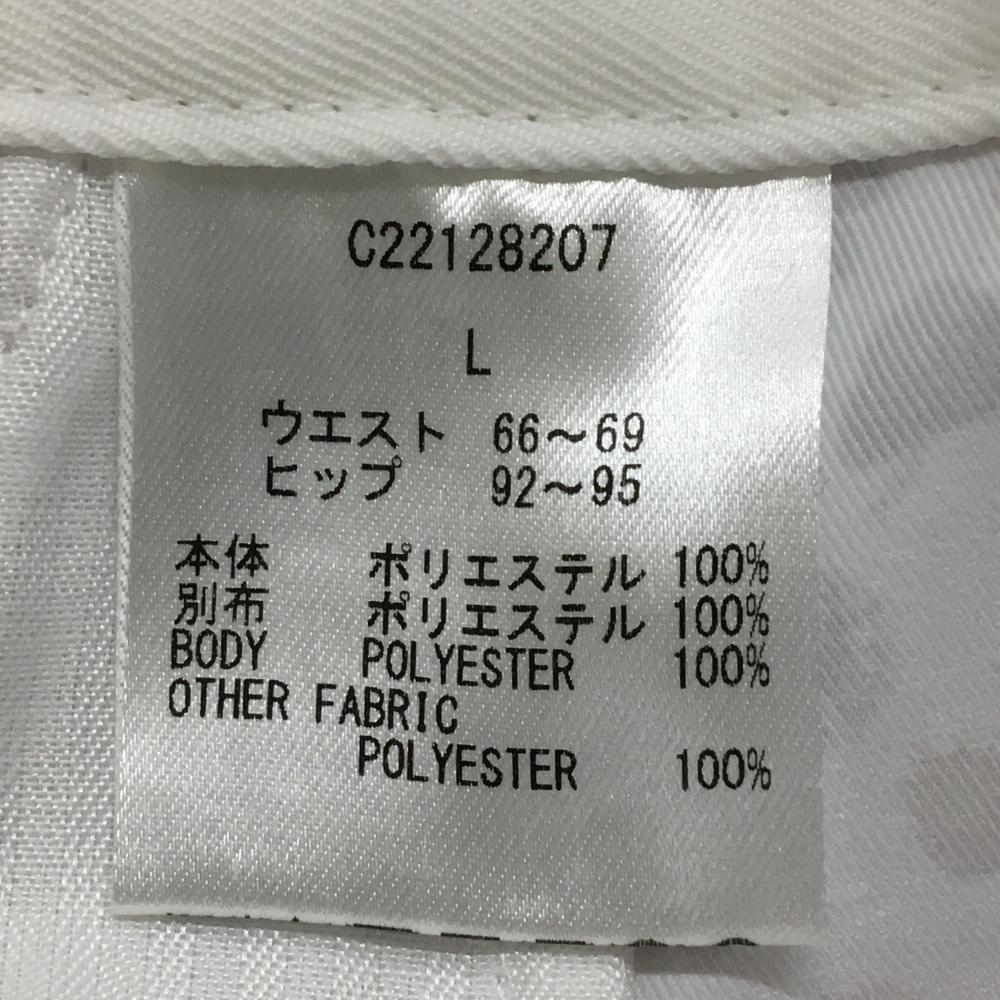 C22128207
L
ウエスト 66～69
ヒップ 92～95
本体 ポリエステル 100%
別布 ポリエステル 100%
BODY POLYESTER 100%
OTHER FABRIC
POLYESTER 100%